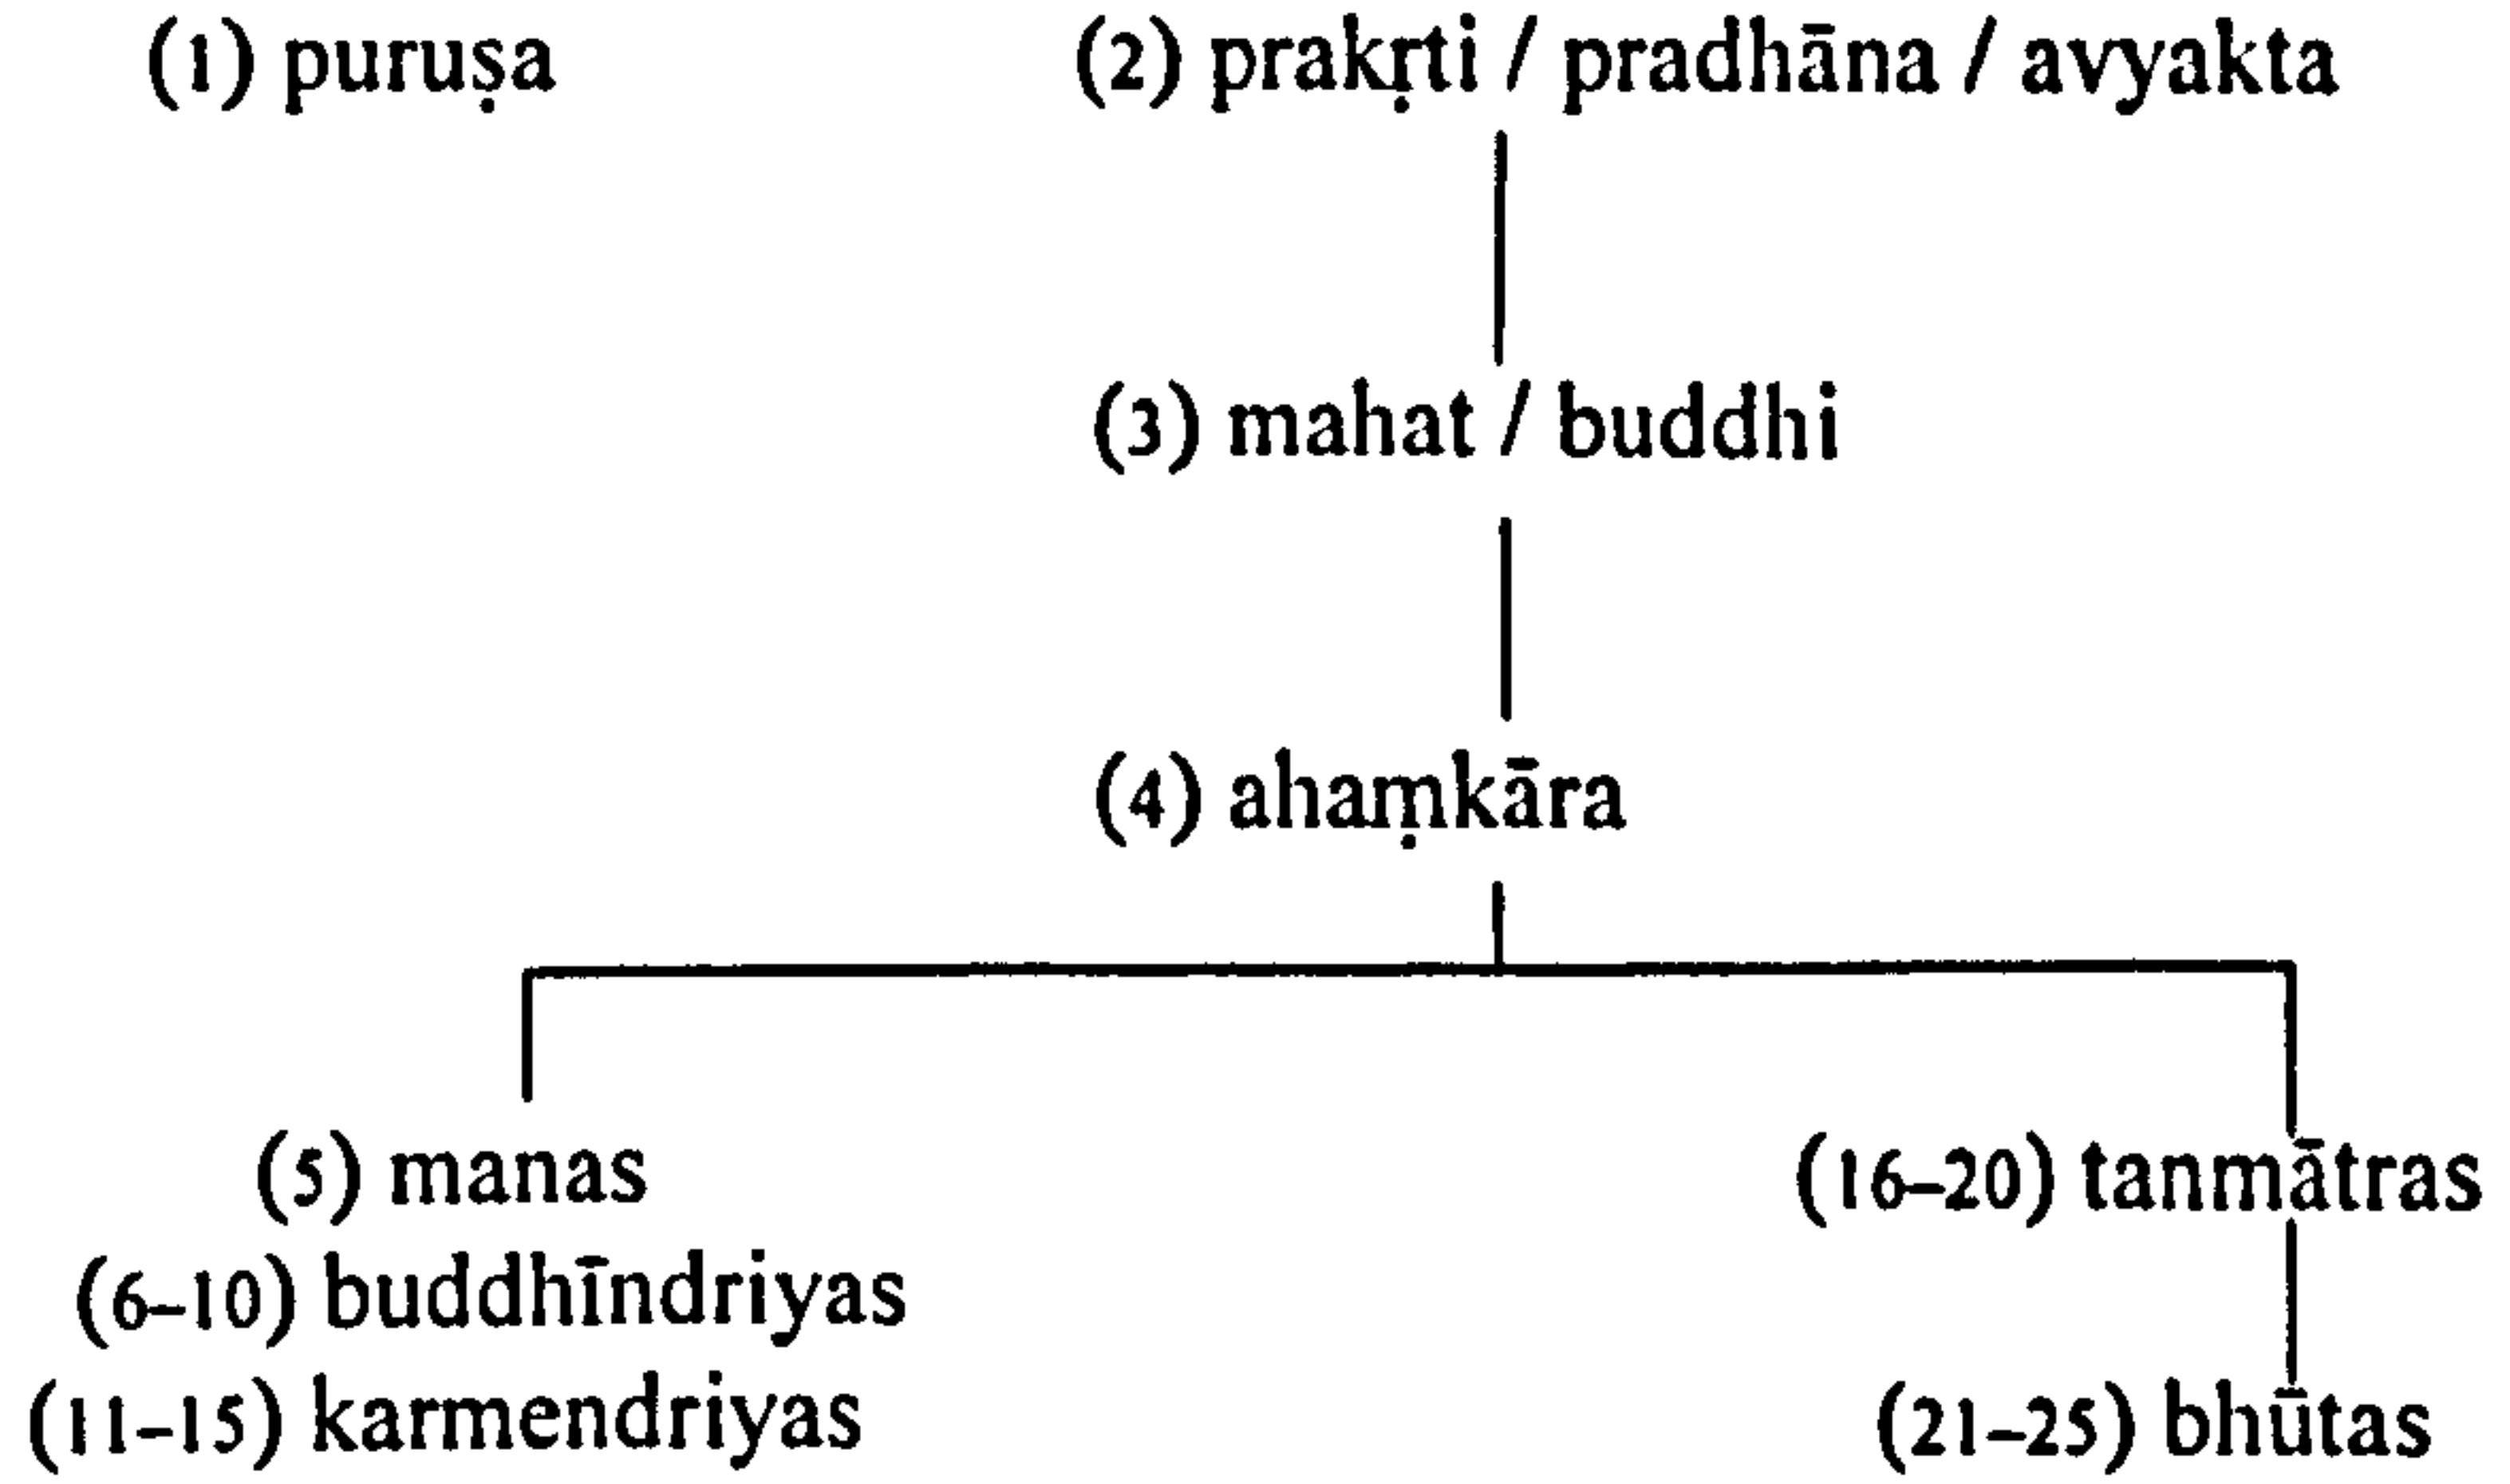 (1) puruṣa (2) prakṛti / pradhāna / avyakta
(3) mahat / buddhi
(4) ahaṃkāra
(5) manas (16–20) tanmātras
(6–10) buddhīndriyas
(11–15) karmendriyas (21–25) bhūtas